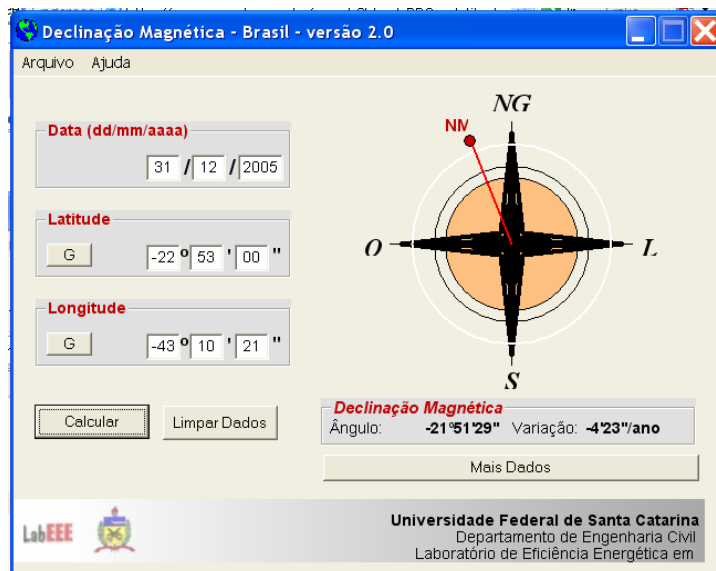 Declinação Magnética - Brasil - versão 2.0
Arquivo Ajuda
Data (dd/mm/aaaa)
31 / 12 / 2005
Latitude
G -22 º 53 ' 00 "
Longitude
G -43 º 10 ' 21 "
Calcular Limpar Dados
NG
NM
O L
S
Declinação Magnética
Ângulo: -21º51'29" Variação: -4'23"/ano
Mais Dados
LabEEE
Universidade Federal de Santa Catarina
Departamento de Engenharia Civil
Laboratório de Eficiência Energética em